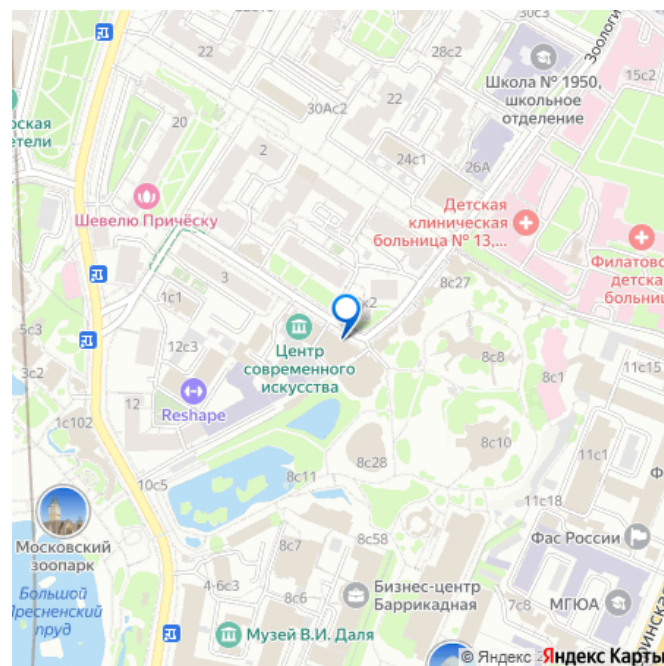 30с3
22
28с2
Зоологи
15с2
Школа № 1950,
школьное
отделение
22
30Ас2
20
2
24с1
26А
Шевелю Причёску
Детская
клиническая
больница № 13,...
Филатовс
детска
больниц
8с27
3
1с1
к2
5с3
3с2
12с3
Центр
современного
искусства
8с8
8с1
11с15
Reshape
12
1с102
8с10
11с1
8с28
8с11
10с5
11с18
Московский
зоопарк
8с58
Фас России
8с7
4-6с3
8с6
Бизнес-центр
Баррикадная
7с8
МГЮА
Большой
Пресненский
пруд
Музей В.И. Даля
© Яндекс
Яндекс Карты